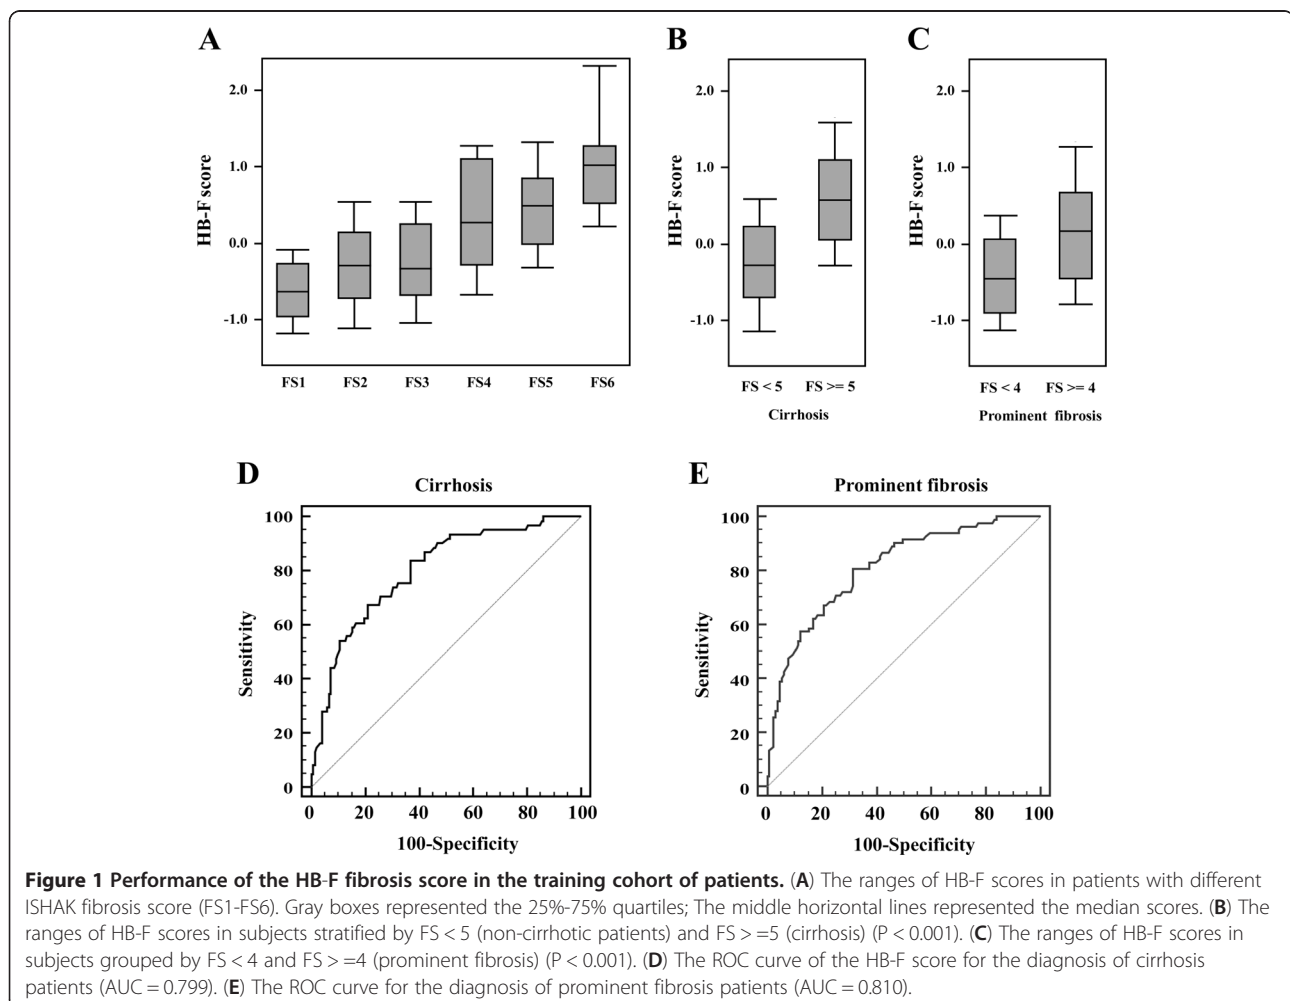 A
B
C
2.0
1.0
0.0
-1.0
HB-F score
FS1 FS2 FS3 FS4 FS5 FS6
2.0
1.0
0.0
-1.0
HB-F score
FS < 5 FS >= 5
Cirrhosis
2.0
1.0
0.0
-1.0
HB-F score
FS < 4 FS >= 4
Prominent fibrosis
D
Cirrhosis
100
80
60
40
20
0
Sensitivity
0 20 40 60 80 100
100-Specificity
E
Prominent fibrosis
100
80
60
40
20
0
Sensitivity
0 20 40 60 80 100
100-Specificity
Figure 1 Performance of the HB-F fibrosis score in the training cohort of patients. (A) The ranges of HB-F scores in patients with different
ISHAK fibrosis score (FS1-FS6). Gray boxes represented the 25%-75% quartiles; The middle horizontal lines represented the median scores. (B) The
ranges of HB-F scores in subjects stratified by FS < 5 (non-cirrhotic patients) and FS > =5 (cirrhosis) (P < 0.001). (C) The ranges of HB-F scores in
subjects grouped by FS < 4 and FS > =4 (prominent fibrosis) (P < 0.001). (D) The ROC curve of the HB-F score for the diagnosis of cirrhosis
patients (AUC = 0.799). (E) The ROC curve for the diagnosis of prominent fibrosis patients (AUC = 0.810).